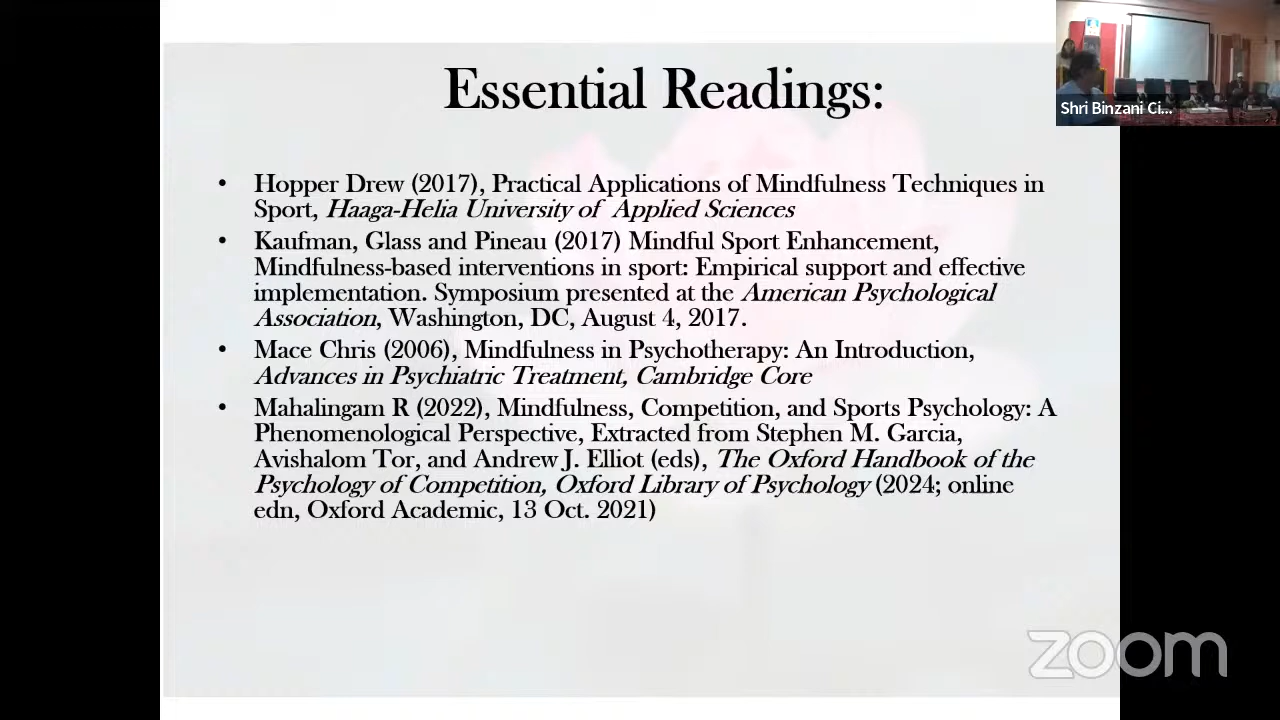 Essential Readings:
• Hopper Drew (2017), Practical Applications of Mindfulness Techniques in
Sport, Haaga-Helia University of Applied Sciences
• Kaufman, Glass and Pineau (2017) Mindful Sport Enhancement,
Mindfulness-based interventions in sport: Empirical support and effective
implementation. Symposium presented at the American Psychological
Association, Washington, DC, August 4, 2017.
• Mace Chris (2006), Mindfulness in Psychotherapy: An Introduction,
Advances in Psychiatric Treatment, Cambridge Core
• Mahalingam R (2022), Mindfulness, Competition, and Sports Psychology: A
Phenomenological Perspective, Extracted from Stephen M. Garcia,
Avishalom Tor, and Andrew J. Elliot (eds), The Oxford Handbook of the
Psychology of Competition, Oxford Library of Psychology (2024; online
edn, Oxford Academic, 13 Oct. 2021)
Shri Binzani Ci...
zoom